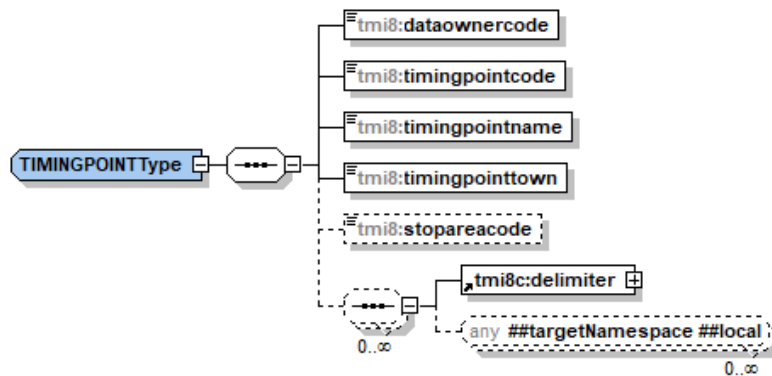 tmi8:dataownercode
tmi8:timingpointcode
tmi8:timingpointname
TIMINGPOINTType
tmi8:timingpointtown
tmi8:stopareacode
tmi8c:delimiter
any ##targetNamespace ##local
0..∞
0..∞